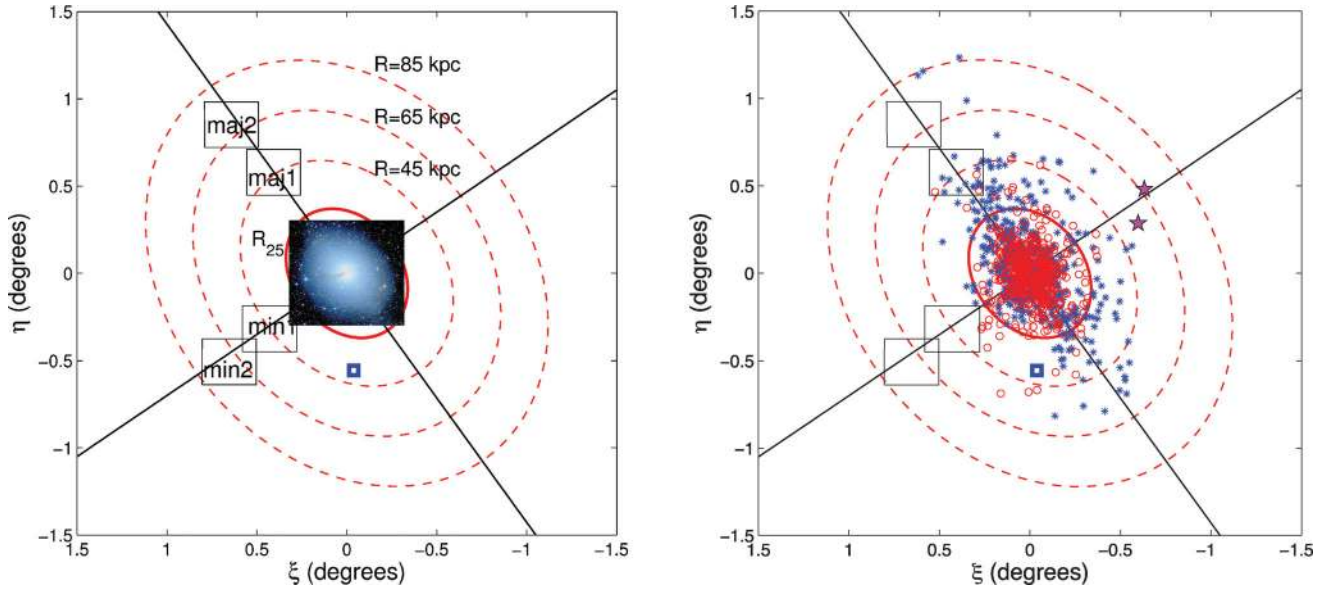 1.5
1
0.5
0
−0.5
−1
−1.5
η (degrees)
R=85 kpc
R=65 kpc
R=45 kpc
maj2
maj1
R25
min1
min2
1.5 1 0.5 0 −0.5 −1 −1.5
ξ (degrees)
1.5
1
0.5
0
−0.5
−1
−1.5
η (degrees)
1.5 1 0.5 0 −0.5 −1 −1.5
ξ (degrees)